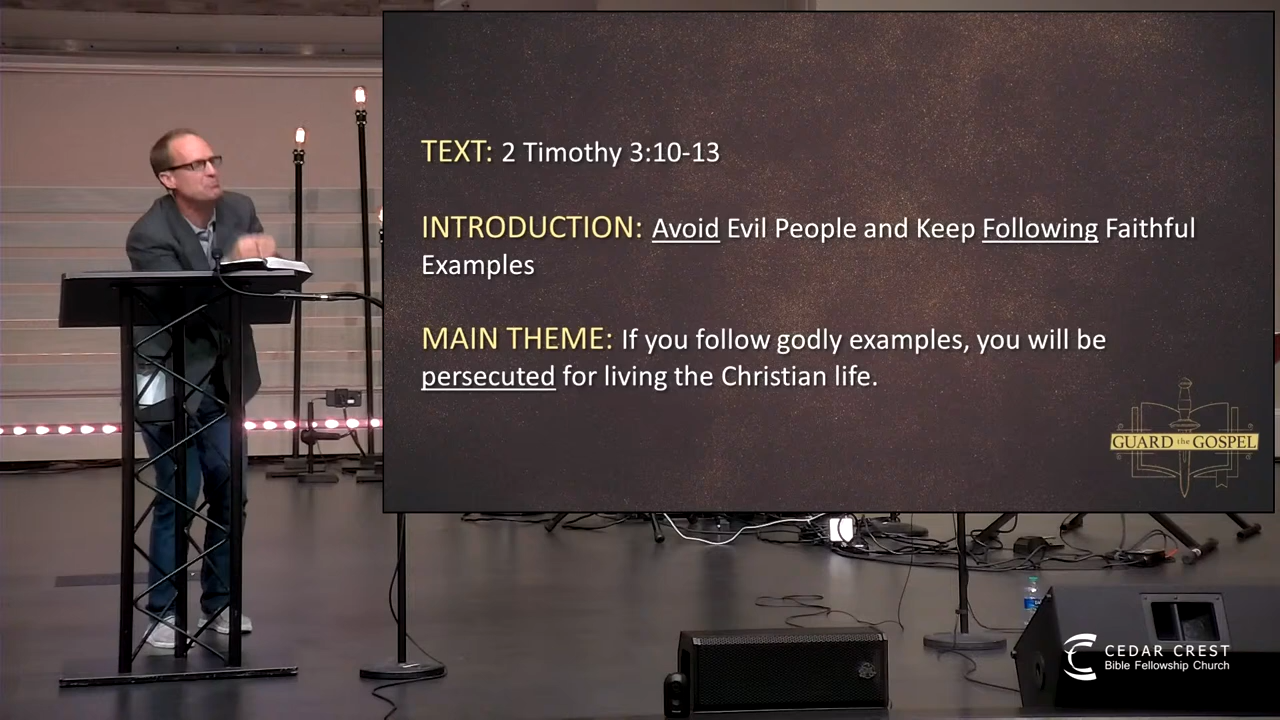 TEXT: 2 Timothy 3:10-13
INTRODUCTION: Avoid Evil People and Keep Following Faithful
Examples
MAIN THEME: If you follow godly examples, you will be
persecuted for living the Christian life.
GUARD the GOSPEL
CEDAR CREST
Bible Fellowship Church